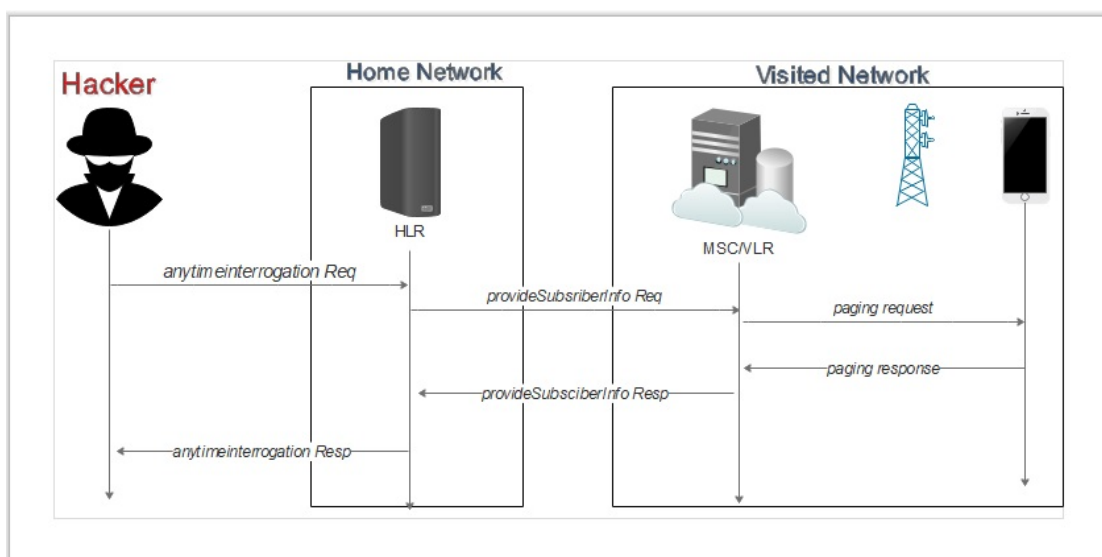 Hacker
Home Network
Visited Network
HLR
MSC/VLR
anytimeinterrogation Req
provideSubsriberInfo Req
paging request
paging response
provideSubsciberInfo Resp
anytimeinterrogation Resp